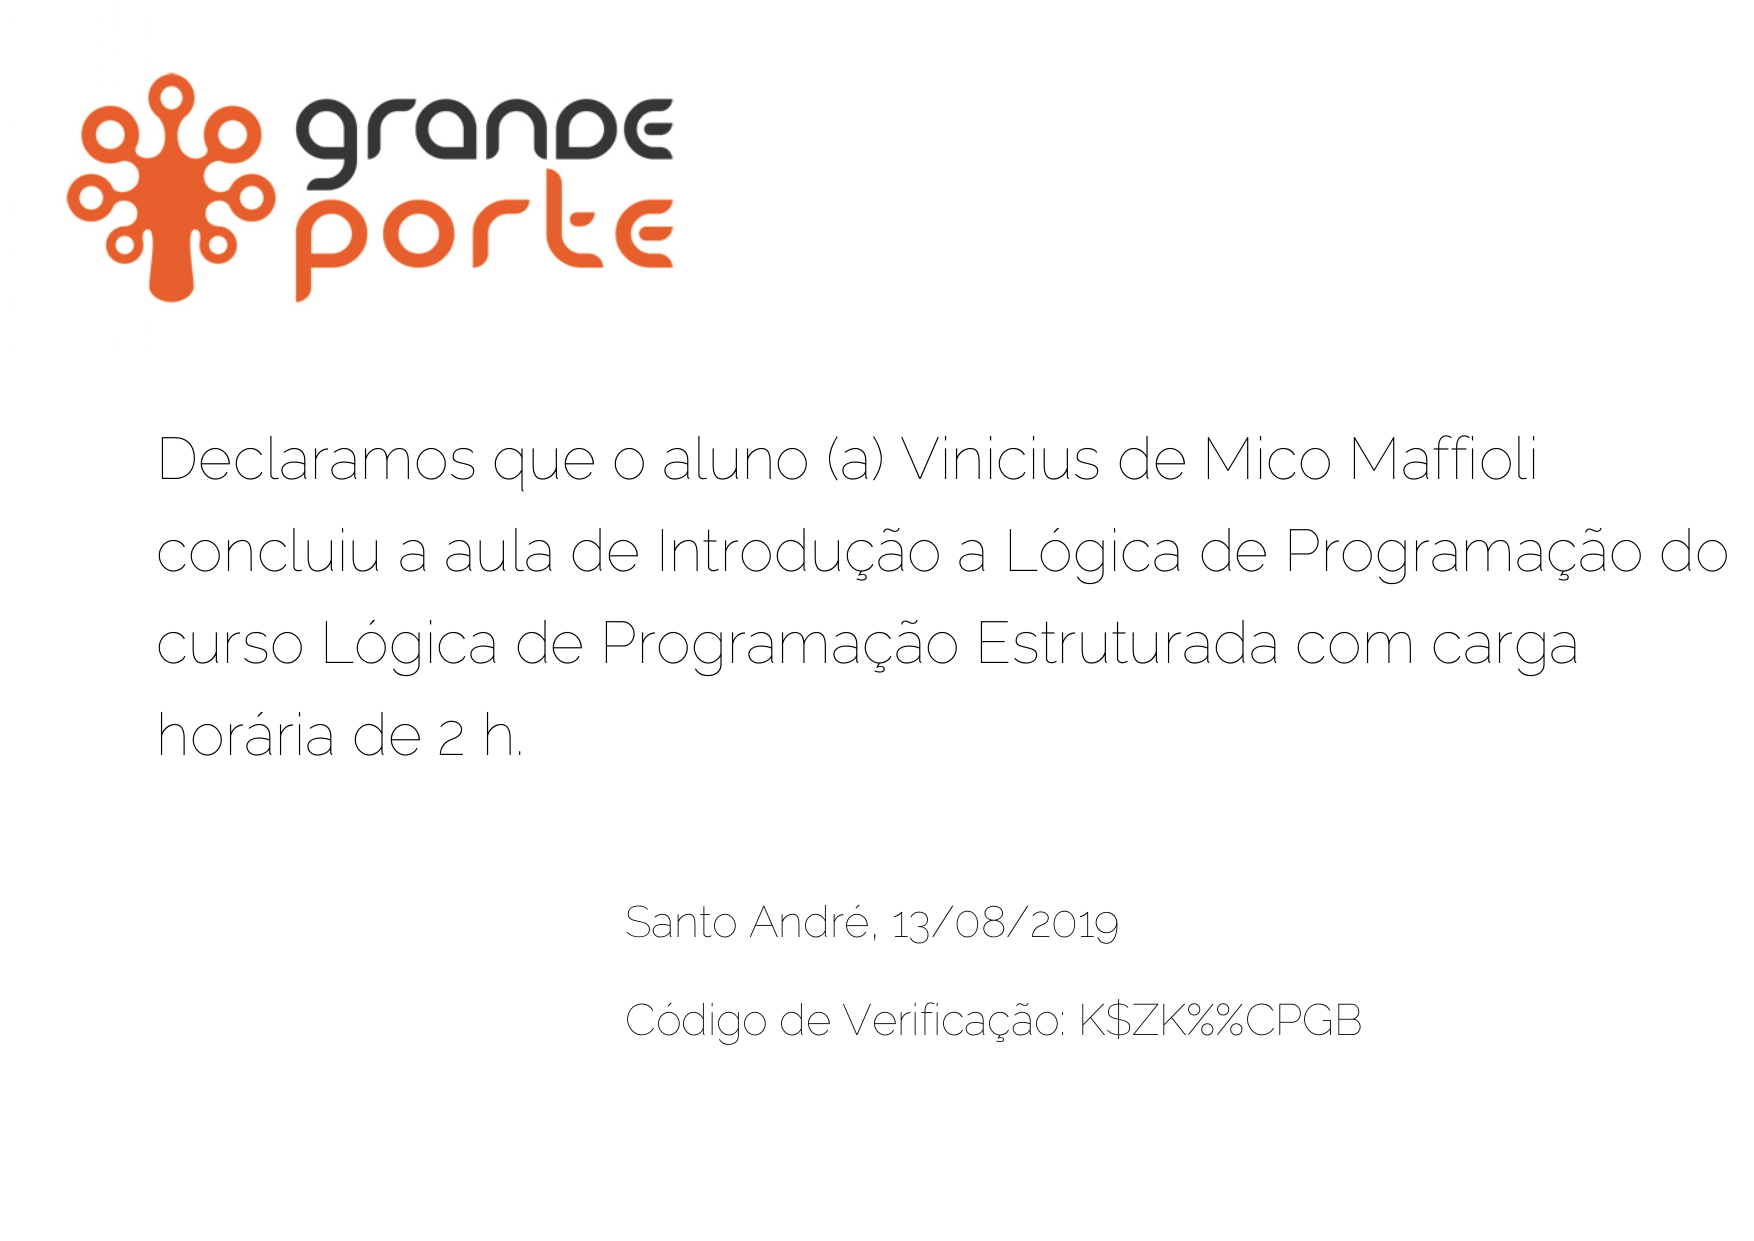 grande
porte
Declaramos que o aluno (a) Vinicius de Mico Maffioli
concluiu a aula de Introdução a Lógica de Programação do
curso Lógica de Programação Estruturada com carga
horária de 2 h.
Santo André, 13/08/2019
Código de Verificação: K$ZK%%CPGB